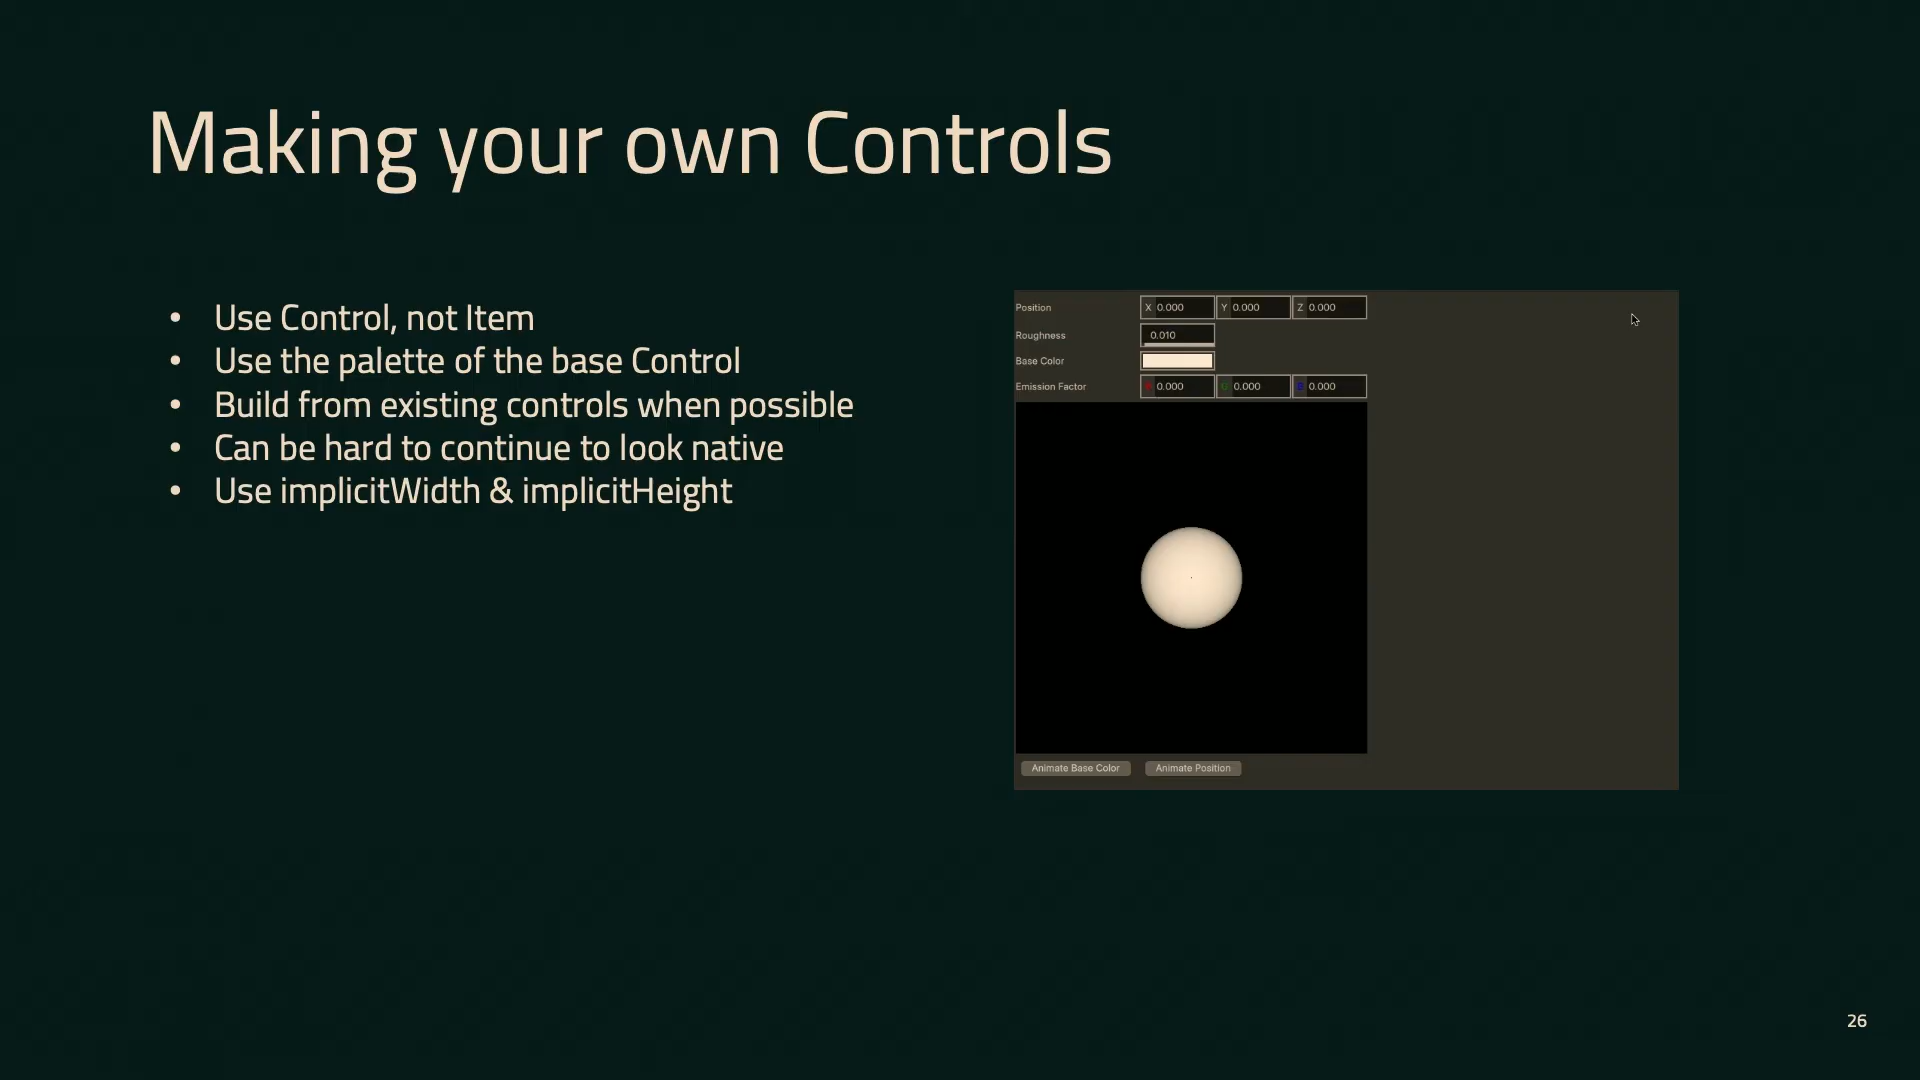 Making your own Controls
• Use Control, not Item
• Use the palette of the base Control
• Build from existing controls when possible
• Can be hard to continue to look native
• Use implicitWidth & implicitHeight
Position X 0.000 Y 0.000 Z 0.000
Roughness 0.010
Base Color
Emission Factor 0.000 0.000 0.000
Animate Base Color Animate Position
26